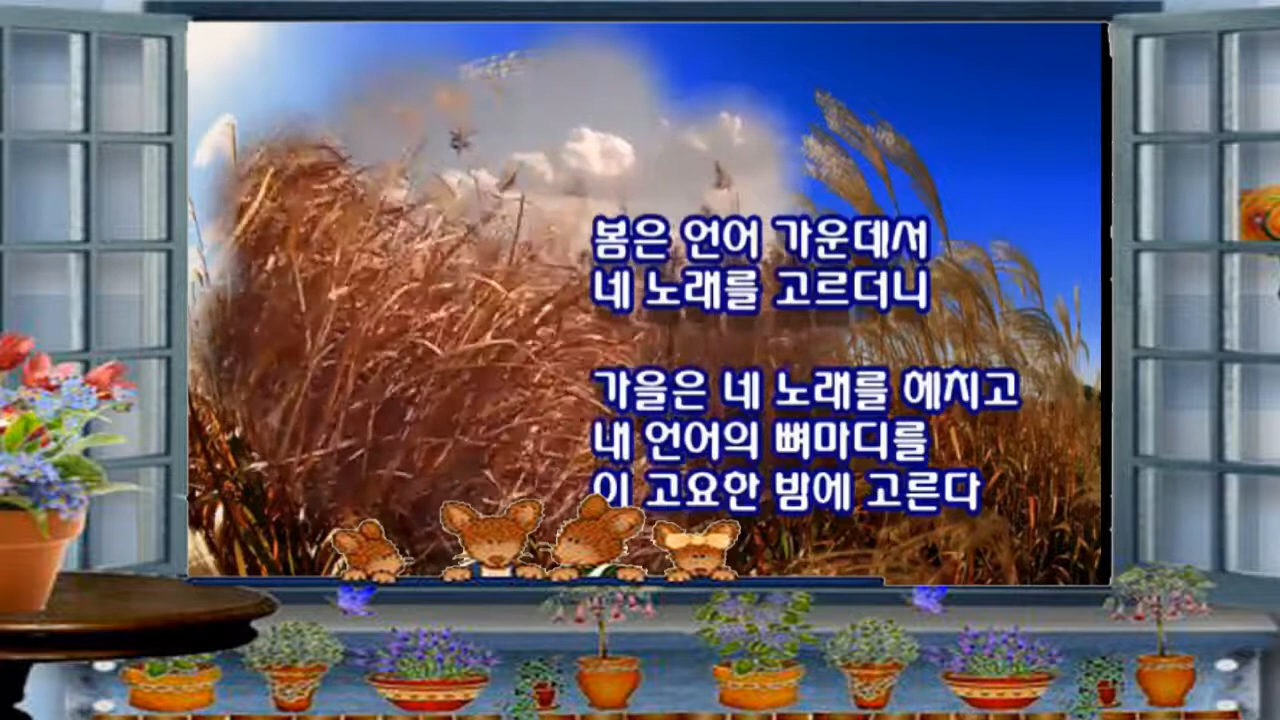 봄은 언어 가운데서
네 노래를 고르더니
가을은 네 노래를 헤치고
내 언어의 뼈마디를
이 고요한 밤에 고른다